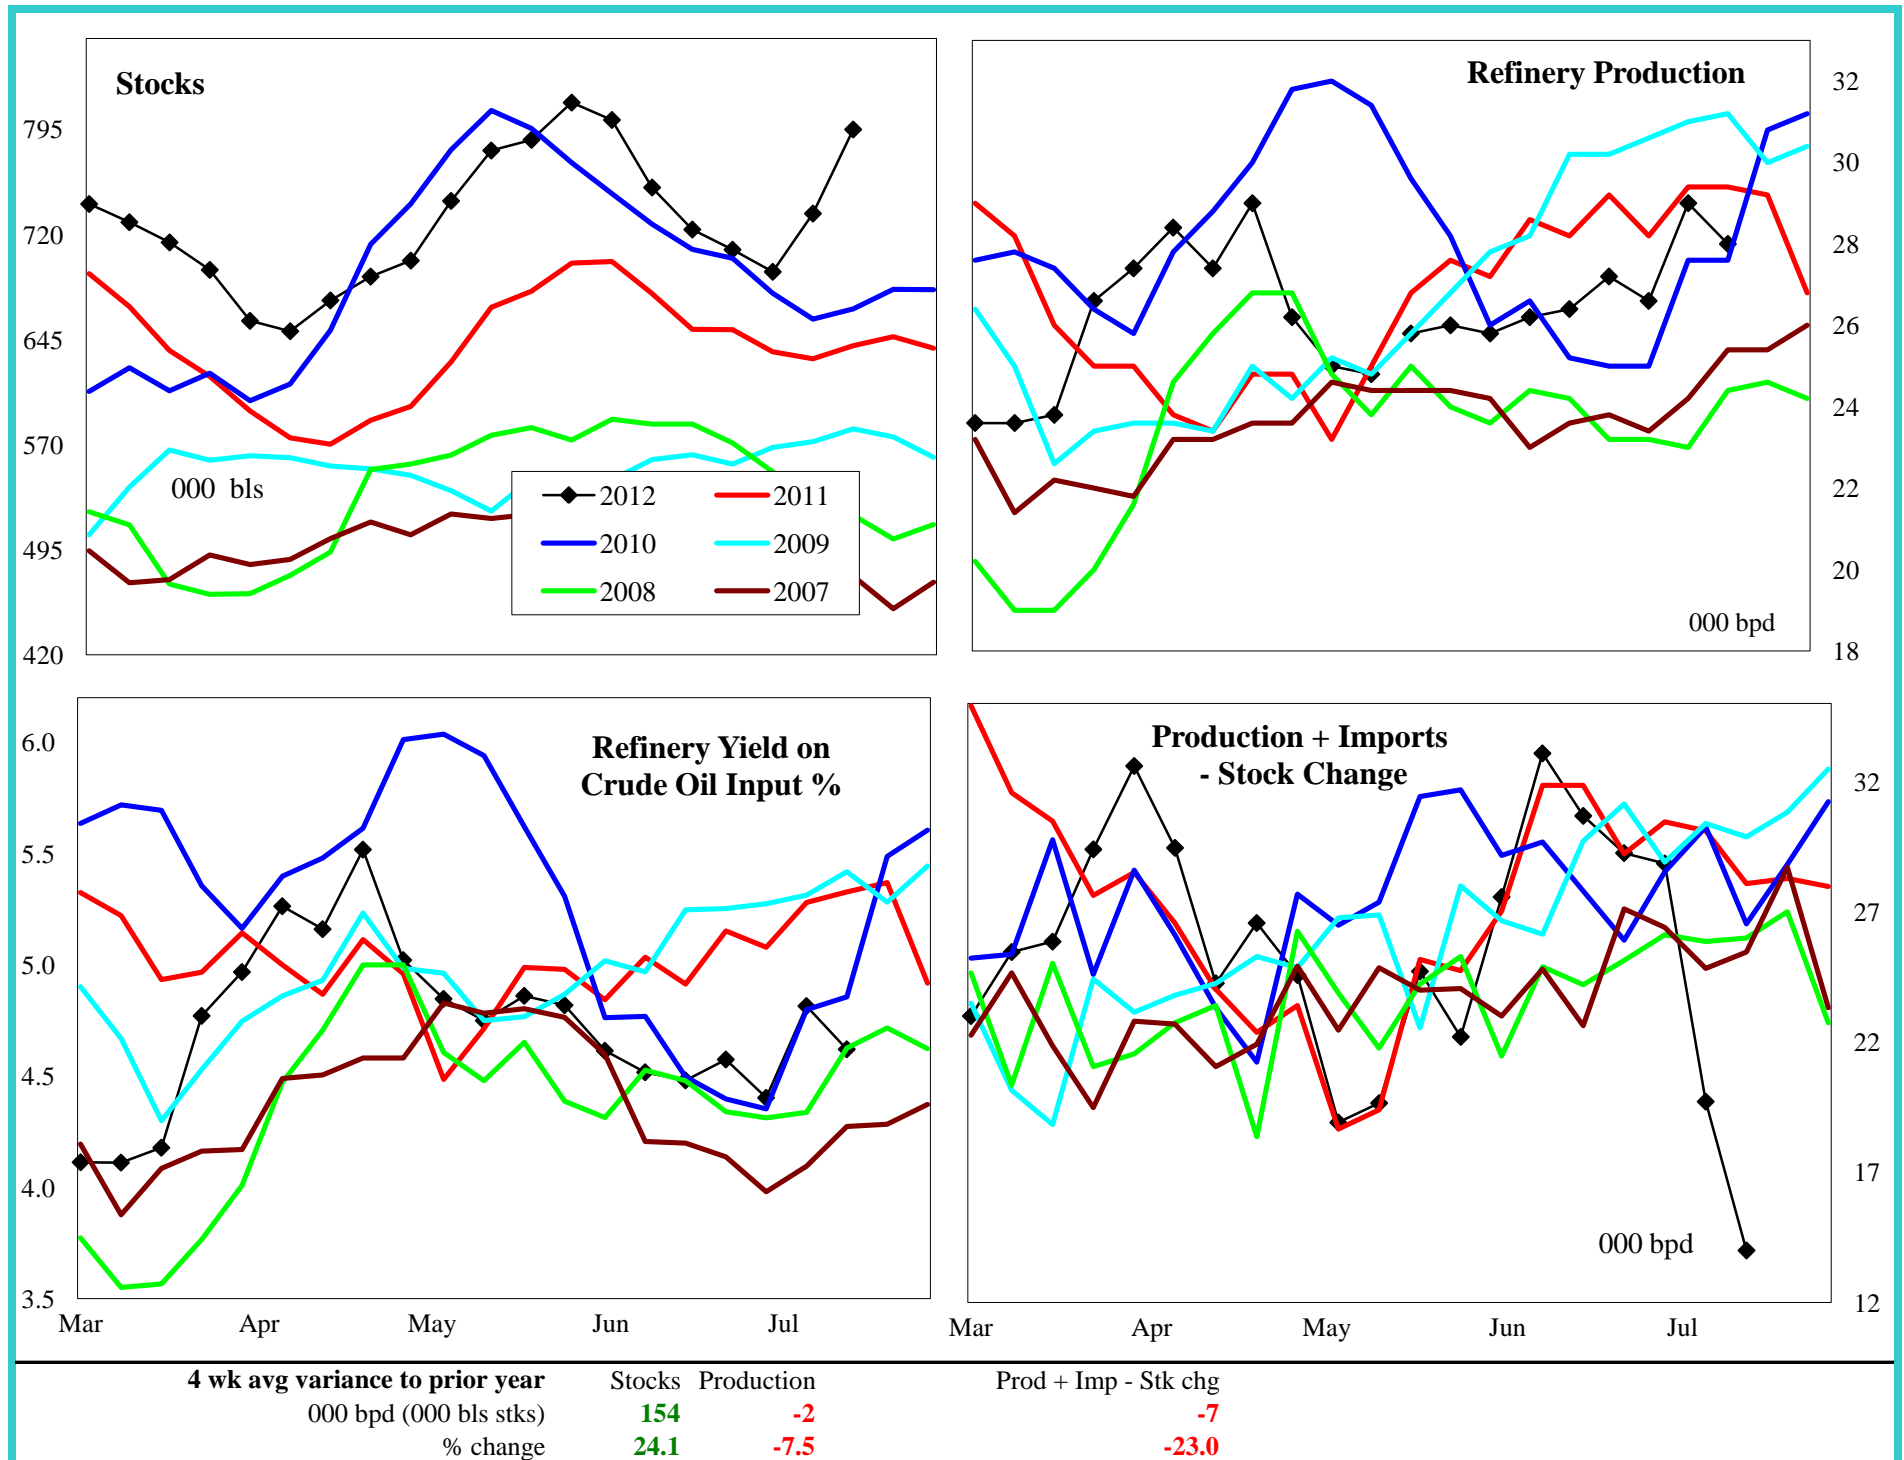 Stocks
795
720
645
570
495
420
000 bls
2012
2011
2010
2009
2008
2007
Refinery Production
32
30
28
26
24
22
20
18
000 bpd
Refinery Yield on
Crude Oil Input %
6.0
5.5
5.0
4.5
4.0
3.5
Mar Apr May Jun Jul
Production + Imports
- Stock Change
32
27
22
17
12
000 bpd
Mar Apr May Jun Jul
4 wk avg variance to prior year Stocks Production Prod + Imp - Stk chg
000 bpd (000 bls stks) 154 -2 -7
% change 24.1 -7.5 -23.0